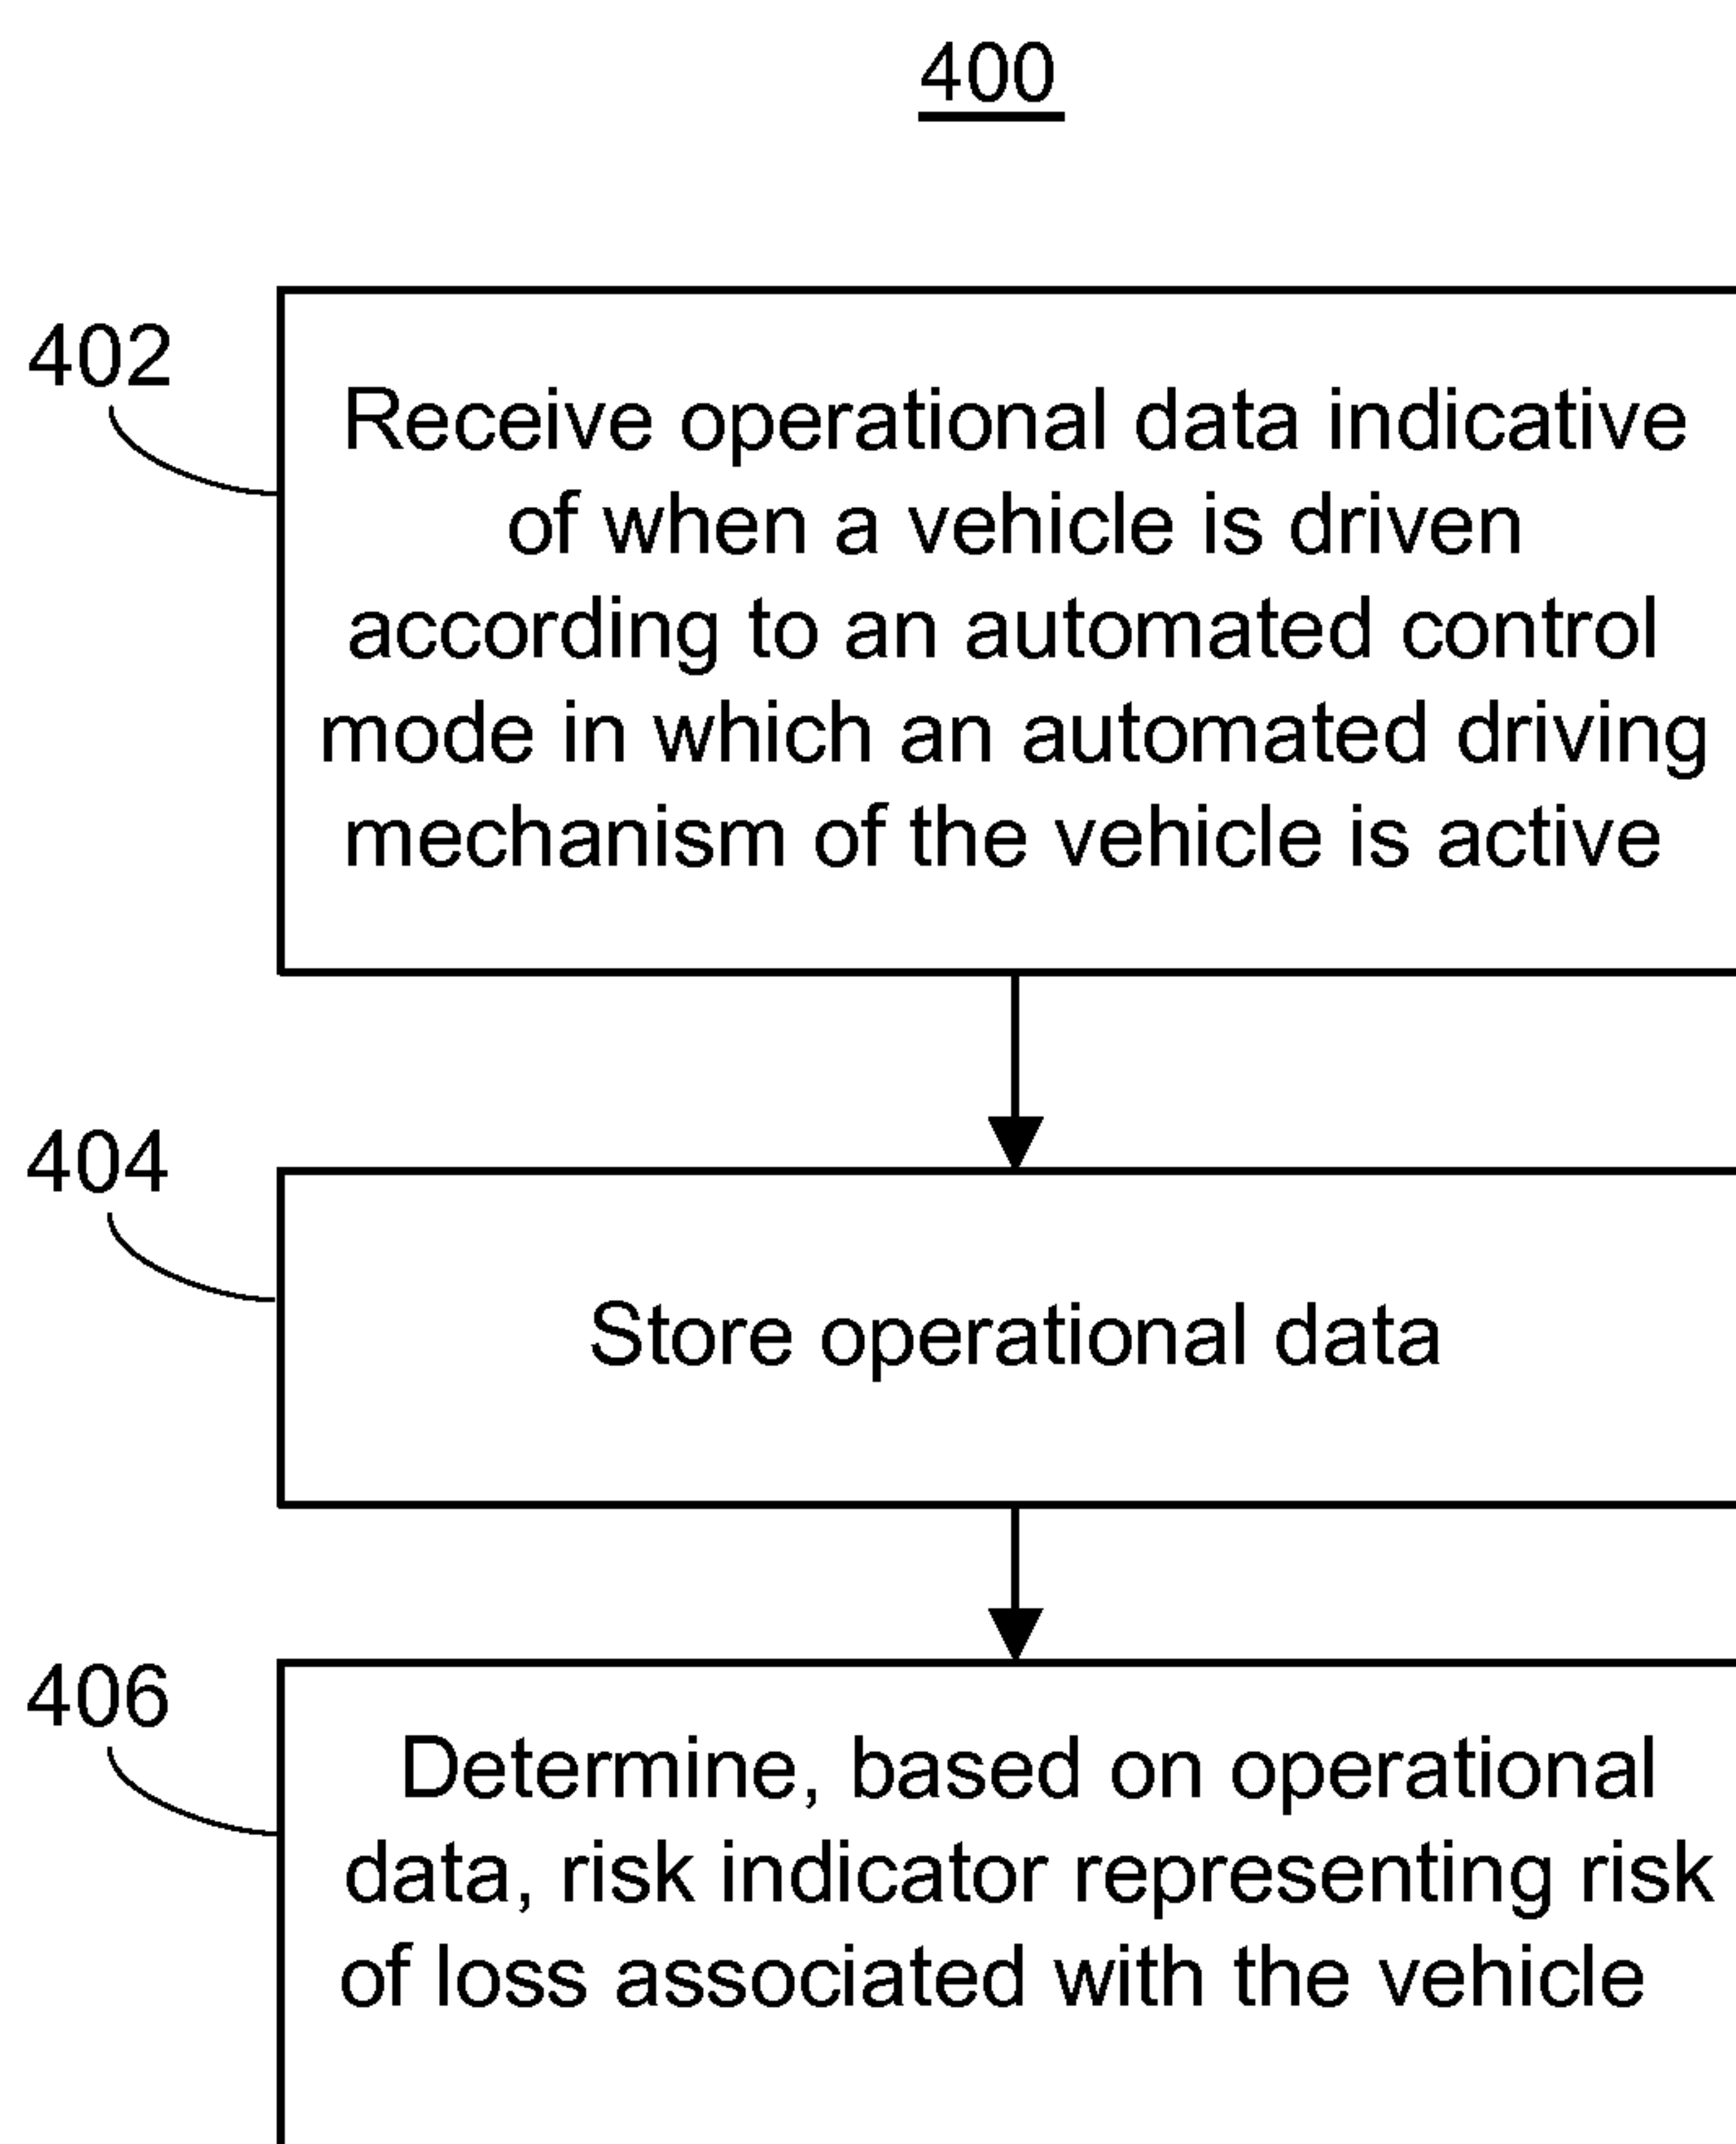 400
402
Receive operational data indicative
of when a vehicle is driven
according to an automated control
mode in which an automated driving
mechanism of the vehicle is active
404
Store operational data
406
Determine, based on operational
data, risk indicator representing risk
of loss associated with the vehicle